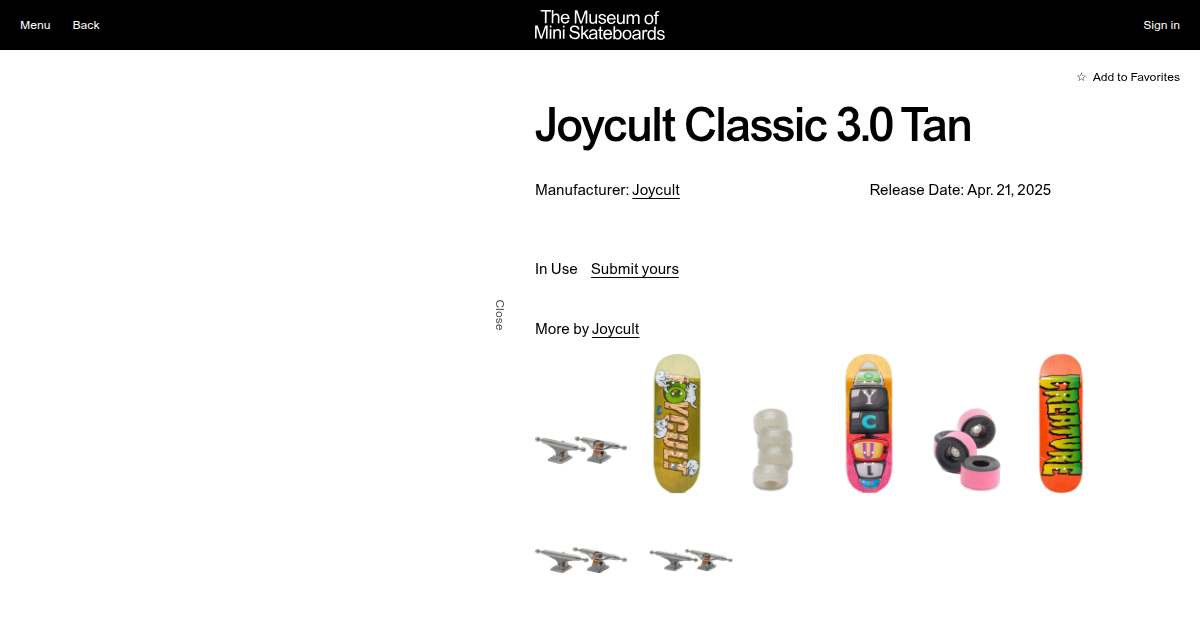 Menu
Back
The Museum of
Mini Skateboards
Sign in
☆ Add to Favorites
Joycult Classic 3.0 Tan
Manufacturer: Joycult
Release Date: Apr. 21, 2025
In Use
Submit yours
Close
More by Joycult
JOYCULT
CREATURE